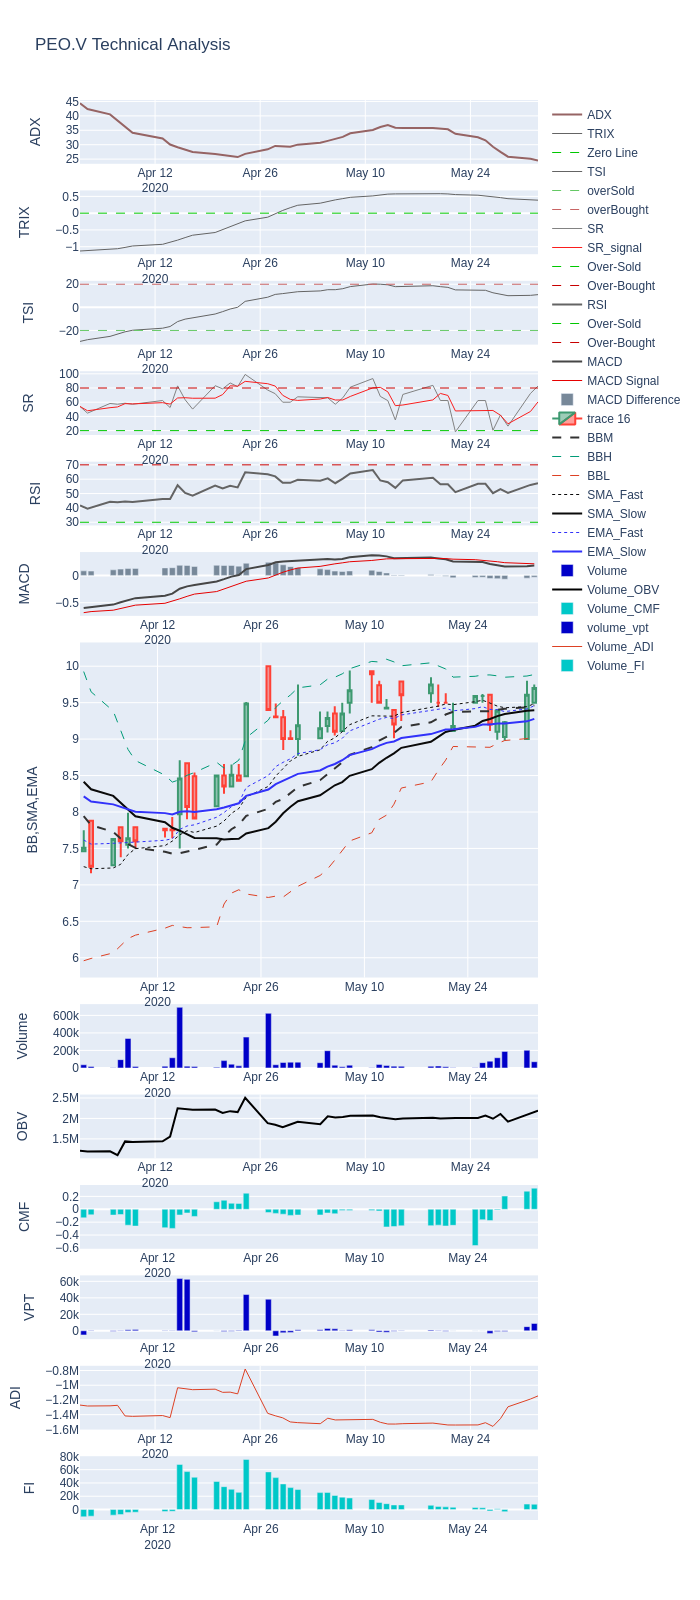 PEO.V Technical Analysis
ADX
45
40
35
30
25
Apr 12
2020
Apr 26
May 10
May 24
TRIX
0.5
0
−0.5
−1
Apr 12
2020
Apr 26
May 10
May 24
TSI
20
0
−20
Apr 12
2020
Apr 26
May 10
May 24
SR
100
80
60
40
20
Apr 12
2020
Apr 26
May 10
May 24
RSI
70
60
50
40
30
Apr 12
2020
Apr 26
May 10
May 24
MACD
0
−0.5
Apr 12
2020
Apr 26
May 10
May 24
BB,SMA,EMA
10
9.5
9
8.5
8
7.5
7
6.5
6
Apr 12
2020
Apr 26
May 10
May 24
Volume
600k
400k
200k
0
Apr 12
2020
Apr 26
May 10
May 24
OBV
2.5M
2M
1.5M
Apr 12
2020
Apr 26
May 10
May 24
CMF
0.2
0
−0.2
−0.4
−0.6
Apr 12
2020
Apr 26
May 10
May 24
VPT
60k
40k
20k
0
Apr 12
2020
Apr 26
May 10
May 24
ADI
−0.8M
−1M
−1.2M
−1.4M
−1.6M
Apr 12
2020
Apr 26
May 10
May 24
FI
80k
60k
40k
20k
0
Apr 12
2020
Apr 26
May 10
May 24
ADX
TRIX
Zero Line
TSI
overSold
overBought
SR
SR_signal
Over-Sold
Over-Bought
RSI
Over-Sold
Over-Bought
MACD
MACD Signal
MACD Difference
trace 16
BBM
BBH
BBL
SMA_Fast
SMA_Slow
EMA_Fast
EMA_Slow
Volume
Volume_OBV
Volume_CMF
volume_vpt
Volume_ADI
Volume_FI